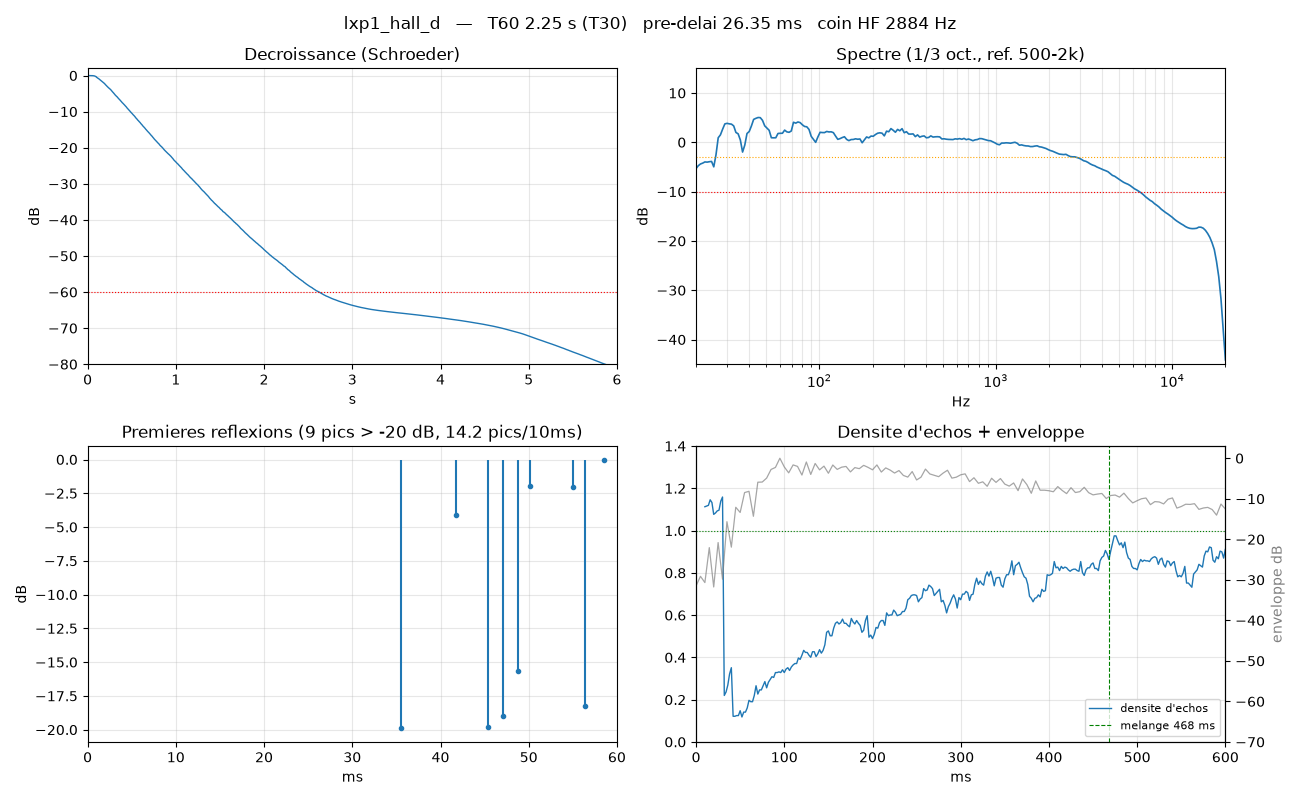 lxp1_hall_d — T60 2.25 s (T30) pre-delai 26.35 ms coin HF 2884 Hz
Decroissance (Schroeder)
0
−10
−20
−30
−40
−50
−60
−70
−80
dB
0 1 2 3 4 5 6
s
Spectre (1/3 oct., ref. 500-2k)
10
0
−10
−20
−30
−40
dB
10² 10³ 10⁴
Hz
Premieres reflexions (9 pics > -20 dB, 14.2 pics/10ms)
0.0
−2.5
−5.0
−7.5
−10.0
−12.5
−15.0
−17.5
−20.0
dB
0 10 20 30 40 50 60
ms
Densite d'echos + enveloppe
1.4
1.2
1.0
0.8
0.6
0.4
0.2
0.0
0
−10
−20
−30
−40
−50
−60
−70
enveloppe dB
densite d'echos
melange 468 ms
0 100 200 300 400 500 600
ms